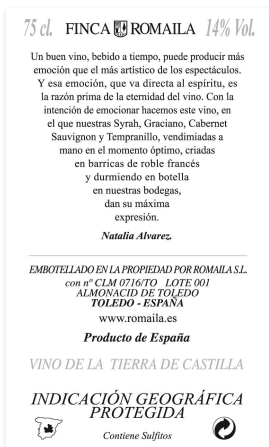 75 cl. FINCA ROMAILA 14% Vol.
Un buen vino, bebido a tiempo, puede producir más
emoción que el más artístico de los espectáculos.
Y esa emoción, que va directa al espíritu, es
la razón prima de la eternidad del vino. Con la
intención de emocionar hacemos este vino, en
el que nuestras Syrah, Graciano, Cabernet
Sauvignon y Tempranillo, vendimiadas a
mano en el momento óptimo, criadas
en barricas de roble francés
y durmiendo en botella
en nuestras bodegas,
dan su máxima
expresión.
Natalia Alvarez.
EMBOTELLADO EN LA PROPIEDAD POR ROMAILA S.L.
con nº CLM 0716/TO LOTE 001
ALMONACID DE TOLEDO
TOLEDO - ESPAÑA
www.romaila.es
Producto de España
VINO DE LA TIERRA DE CASTILLA
INDICACIÓN GEOGRÁFICA
PROTEGIDA
Contiene Sulfitos